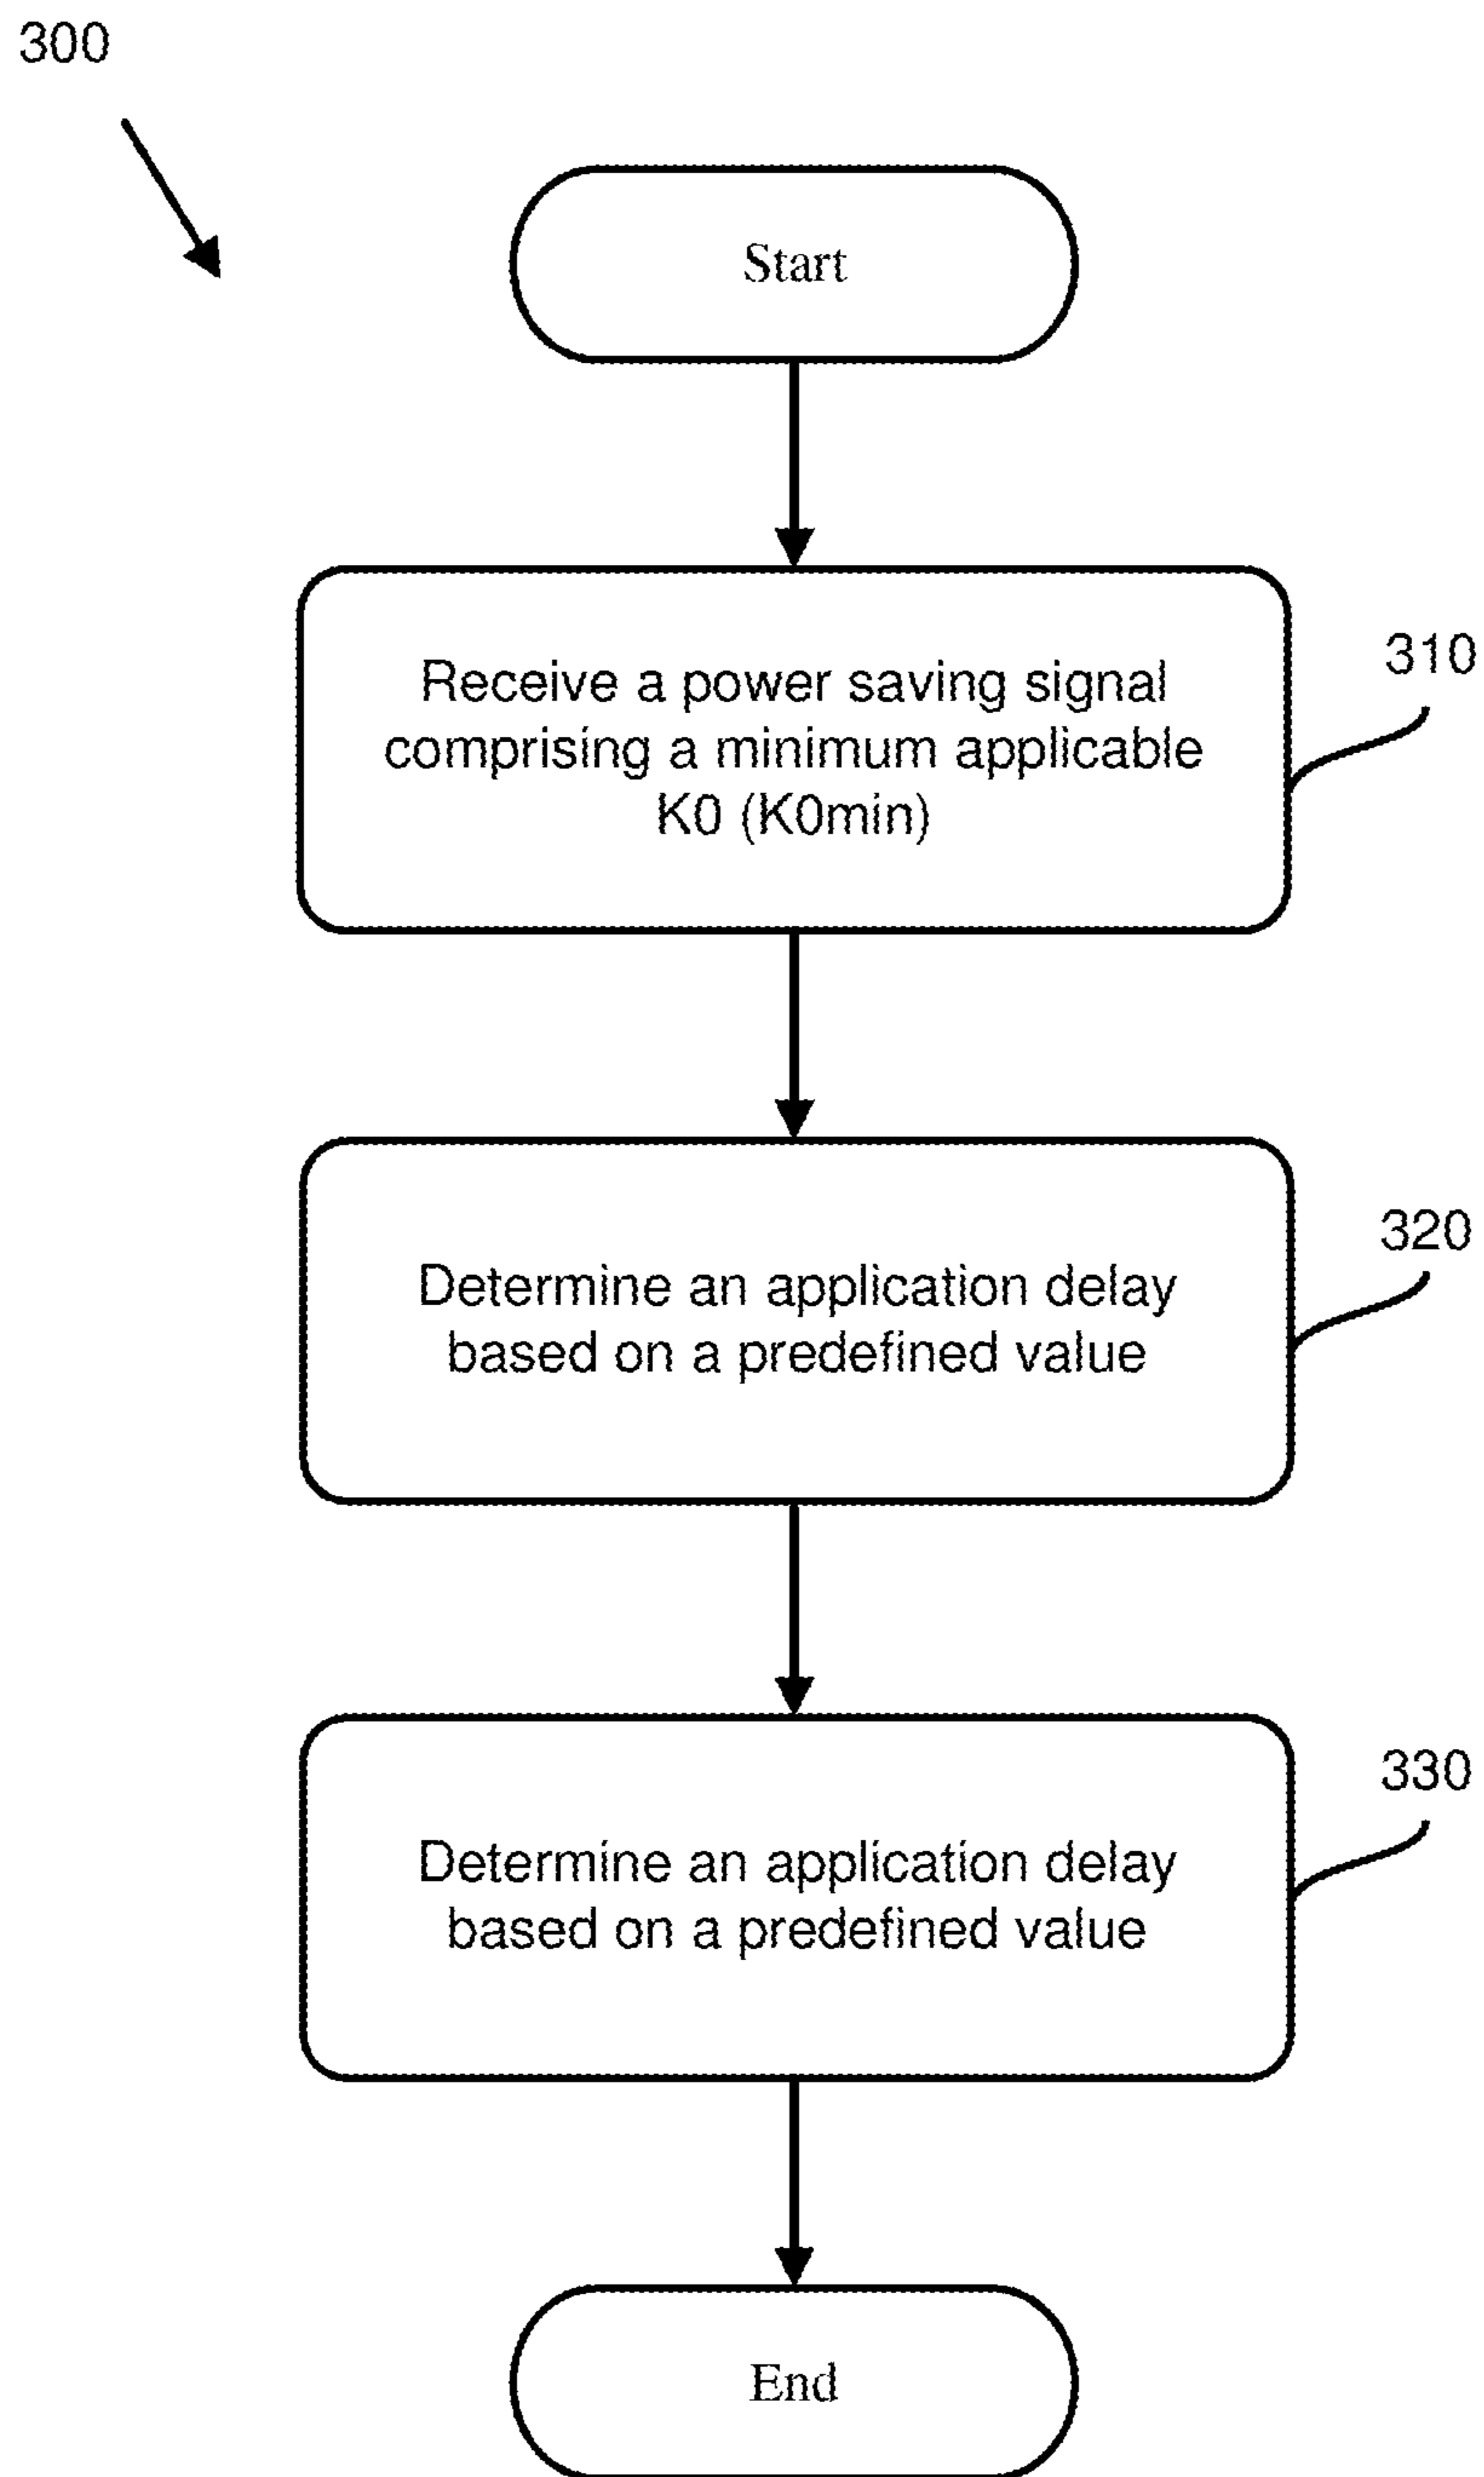 300
Start
Receive a power saving signal
comprising a minimum applicable
K0 (K0min)
310
Determine an application delay
based on a predefined value
320
Determine an application delay
based on a predefined value
330
End